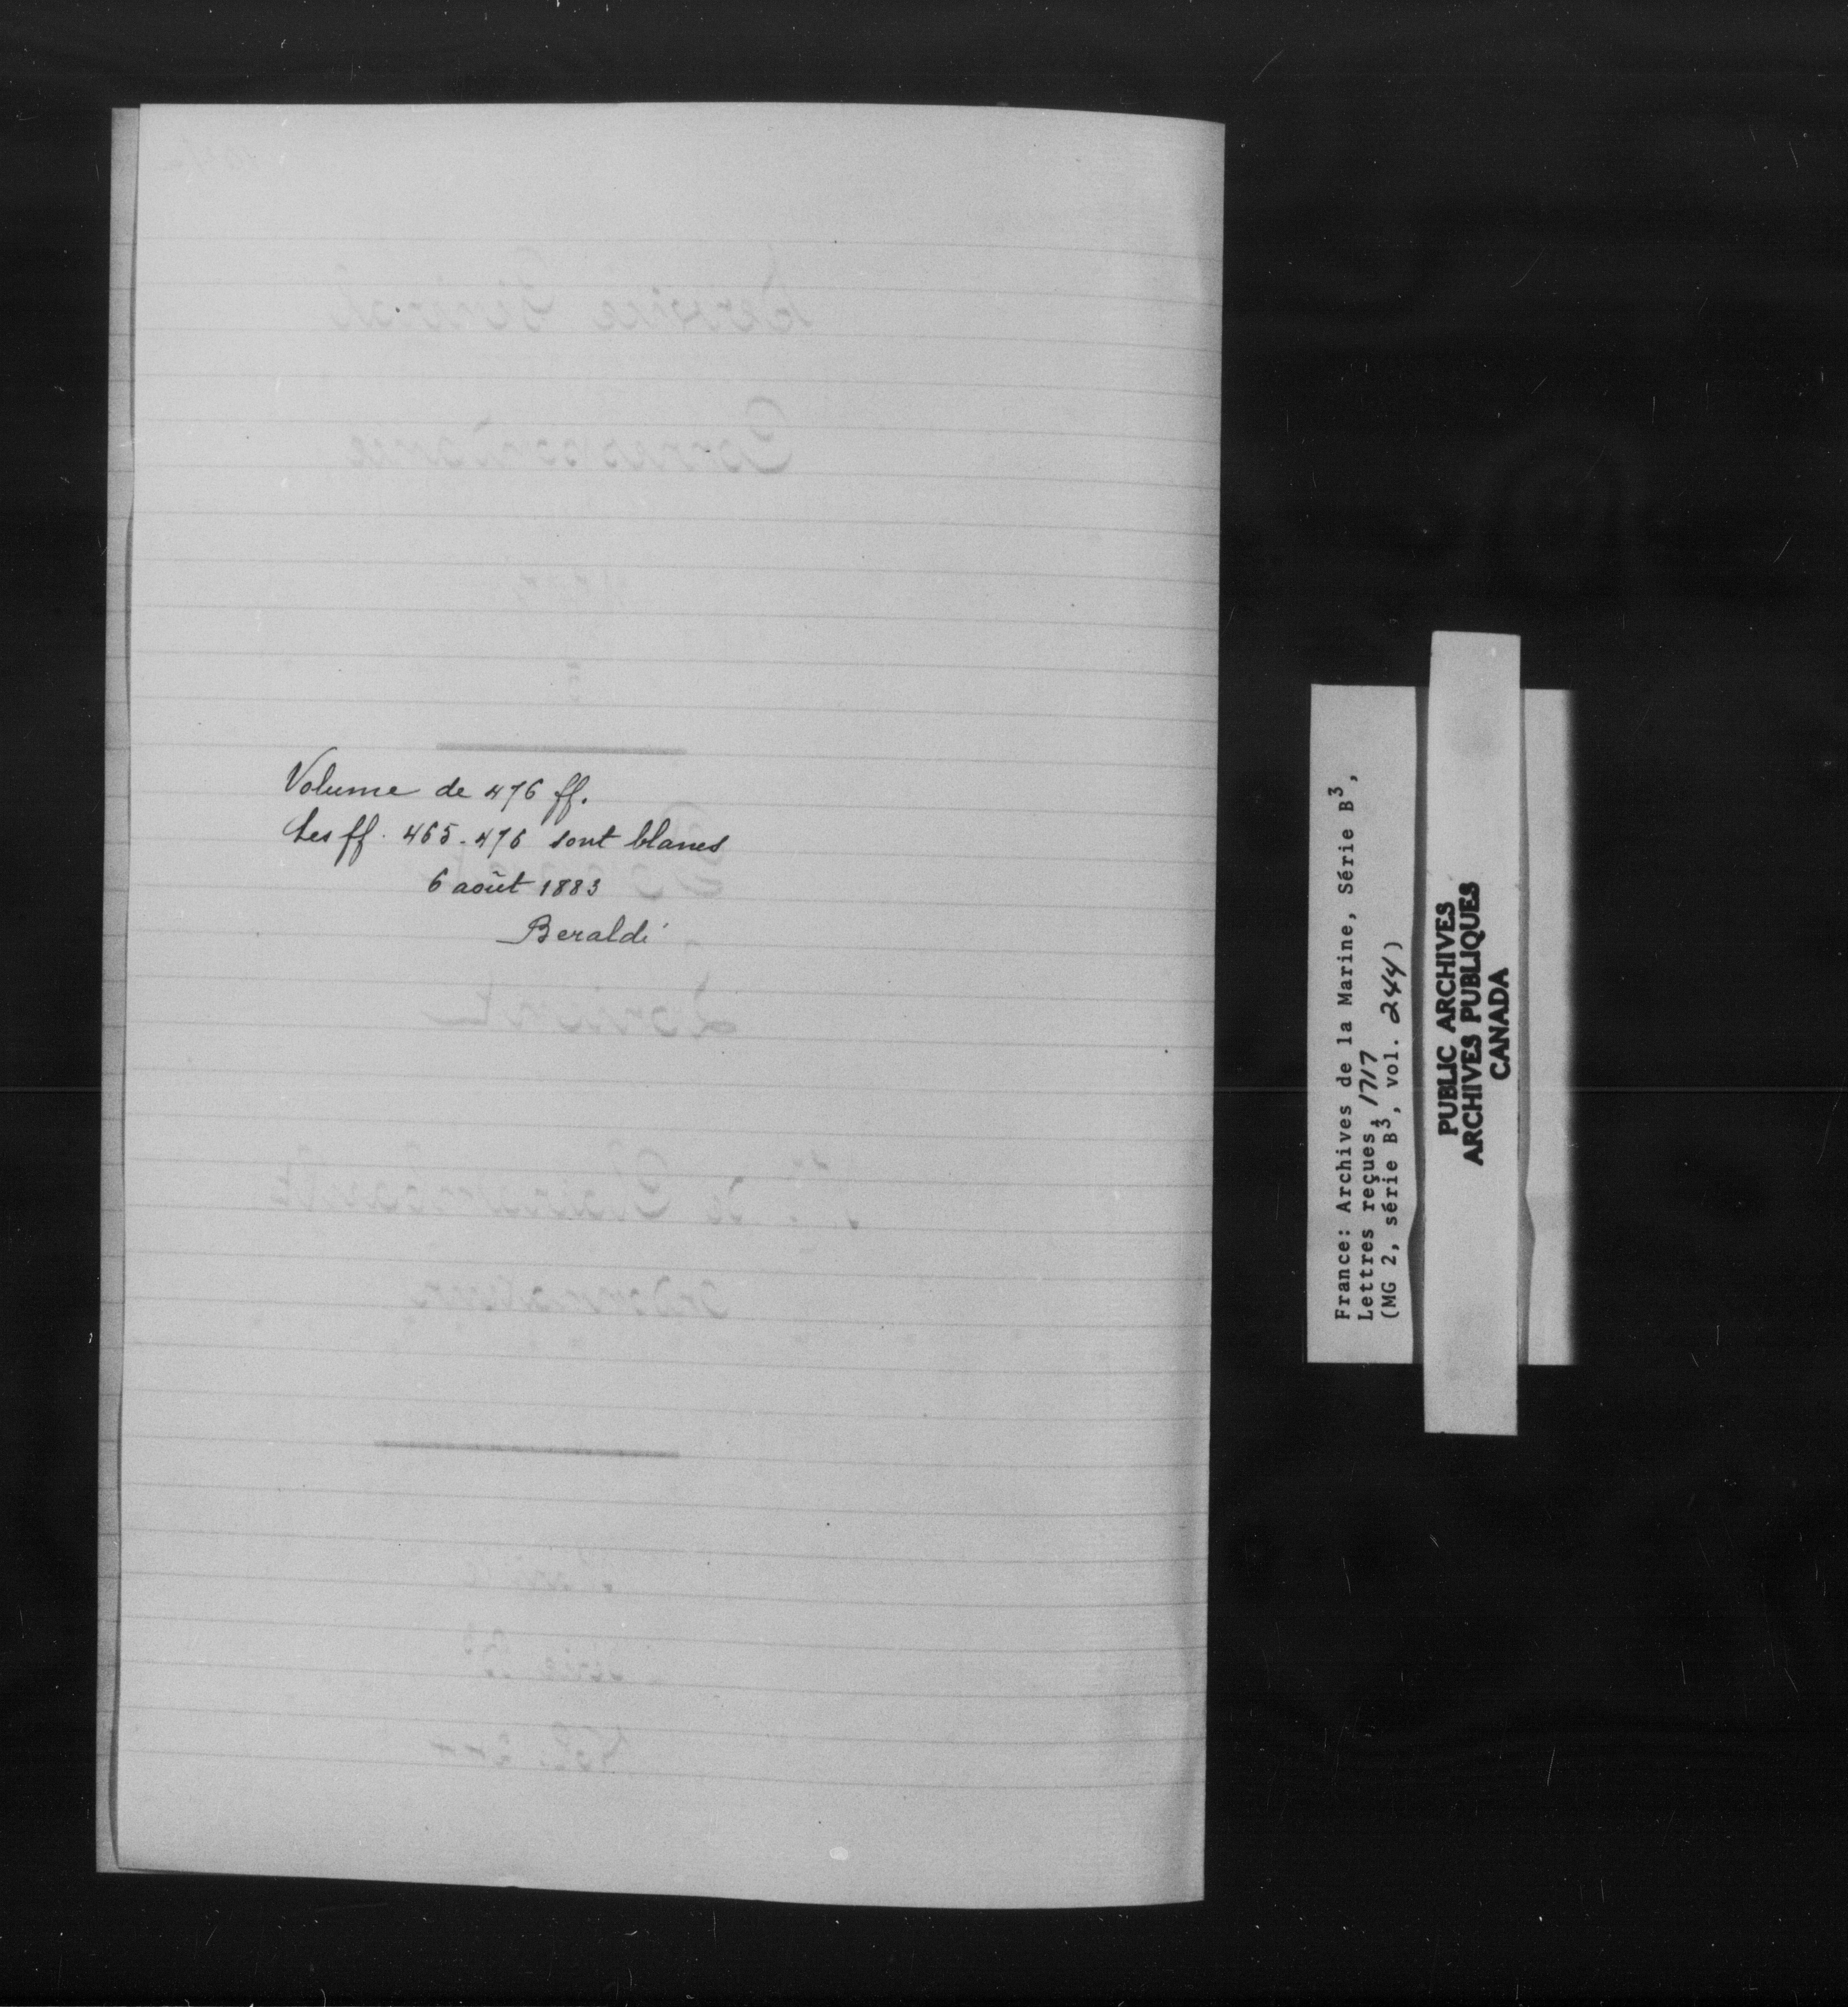 Volume de 476 ff.
Les ff. 465-476 sont blancs
6 août 1883
Beraldi
France: Archives de la Marine, Série B³,
Lettres reçues, 1717
(MG 2, série B³, vol. 244)
PUBLIC ARCHIVES
ARCHIVES PUBLIQUES
CANADA